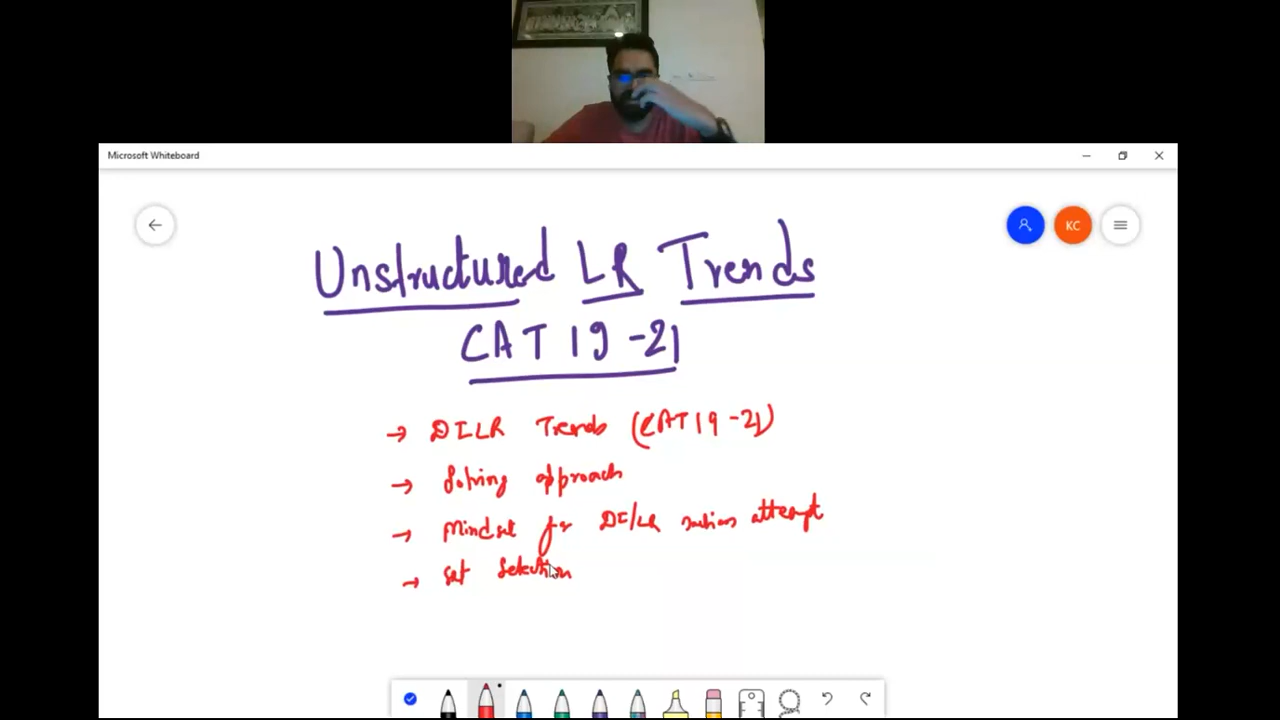 Microsoft Whiteboard
KC
Unstructured LR Trends
CAT 19-21
→ DILR Trends (CAT 19-21)
→ Solving approach
→ Mindset for DI/LR section attempt
→ Set Selection